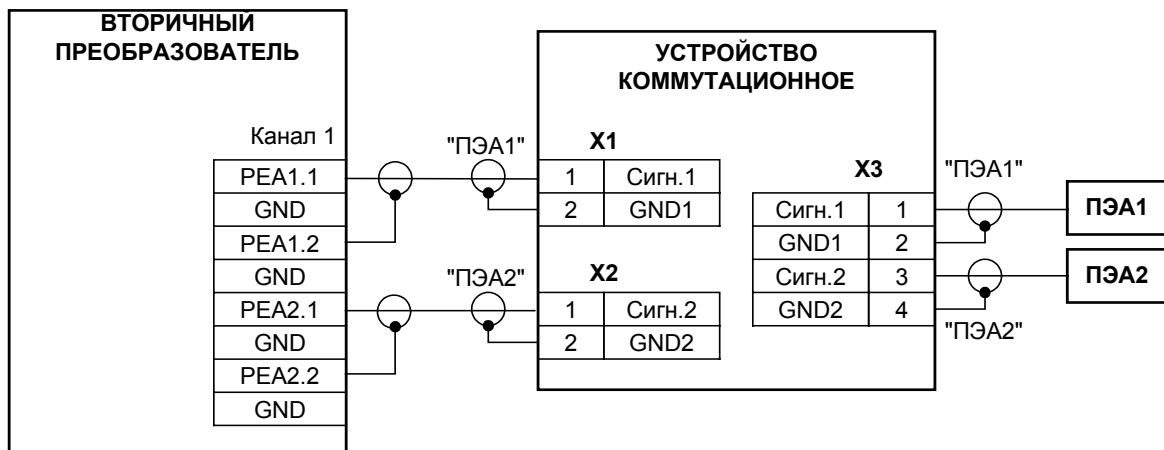 ВТОРИЧНЫЙ
ПРЕОБРАЗОВАТЕЛЬ
Канал 1
PEA1.1
GND
PEA1.2
GND
PEA2.1
GND
PEA2.2
GND
"ПЭА1"
"ПЭА2"
УСТРОЙСТВО
КОММУТАЦИОННОЕ
X1
1 Сигн.1
2 GND1
X2
1 Сигн.2
2 GND2
X3
Сигн.1 1
GND1 2
Сигн.2 3
GND2 4
"ПЭА1"
"ПЭА2"
ПЭА1
ПЭА2